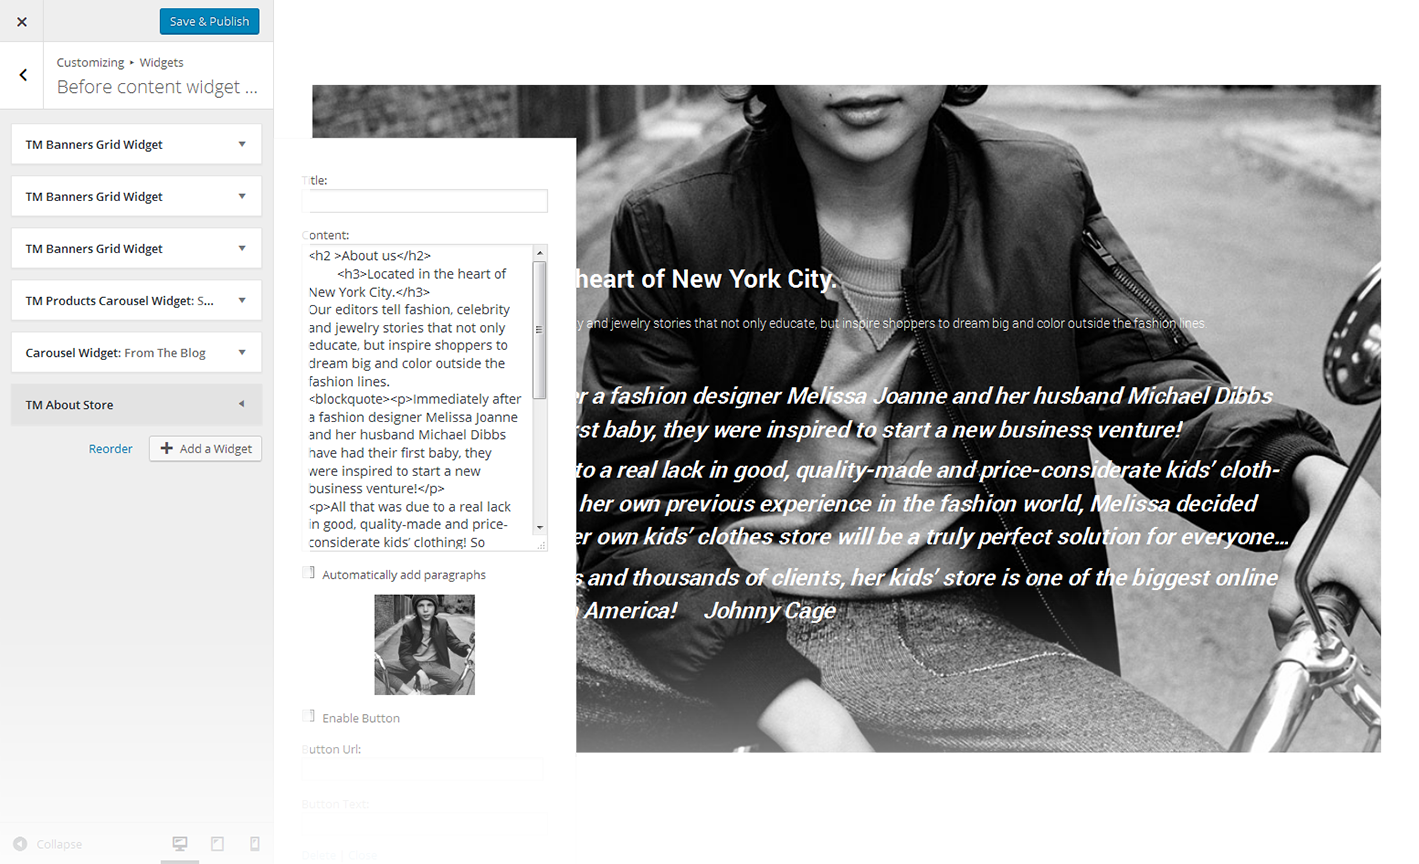 Save & Publish
Customizing ▸ Widgets
Before content widget ...
TM Banners Grid Widget
TM Banners Grid Widget
TM Banners Grid Widget
TM Products Carousel Widget: S...
Carousel Widget: From The Blog
TM About Store
Reorder
Add a Widget
Collapse
Title:
Content:
<h2 >About us</h2>
<h3>Located in the heart of
New York City.</h3>
Our editors tell fashion, celebrity
and jewelry stories that not only
educate, but inspire shoppers to
dream big and color outside the
fashion lines.
<blockquote><p>Immediately after
a fashion designer Melissa Joanne
and her husband Michael Dibbs
have had their first baby, they
were inspired to start a new
business venture!</p>
<p>All that was due to a real lack
in good, quality-made and price-
considerate kids’ clothing! So
Automatically add paragraphs
Enable Button
Button Url:
Button Text:
heart of New York City.
y and jewelry stories that not only educate, but inspire shoppers to dream big and color outside the fashion lines.
er a fashion designer Melissa Joanne and her husband Michael Dibbs
rst baby, they were inspired to start a new business venture!
to a real lack in good, quality-made and price-considerate kids’ cloth-
her own previous experience in the fashion world, Melissa decided
er own kids’ clothes store will be a truly perfect solution for everyone...
s and thousands of clients, her kids’ store is one of the biggest online
America! Johnny Cage